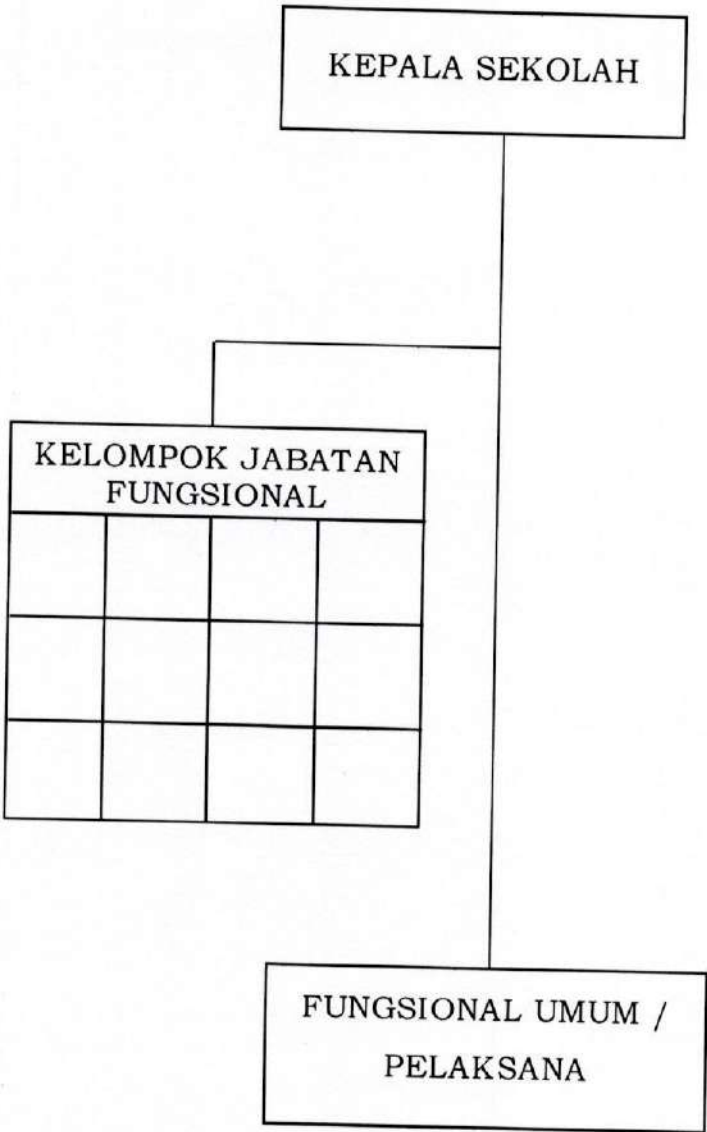 KEPALA SEKOLAH
KELOMPOK JABATAN
FUNGSIONAL
FUNGSIONAL UMUM /
PELAKSANA